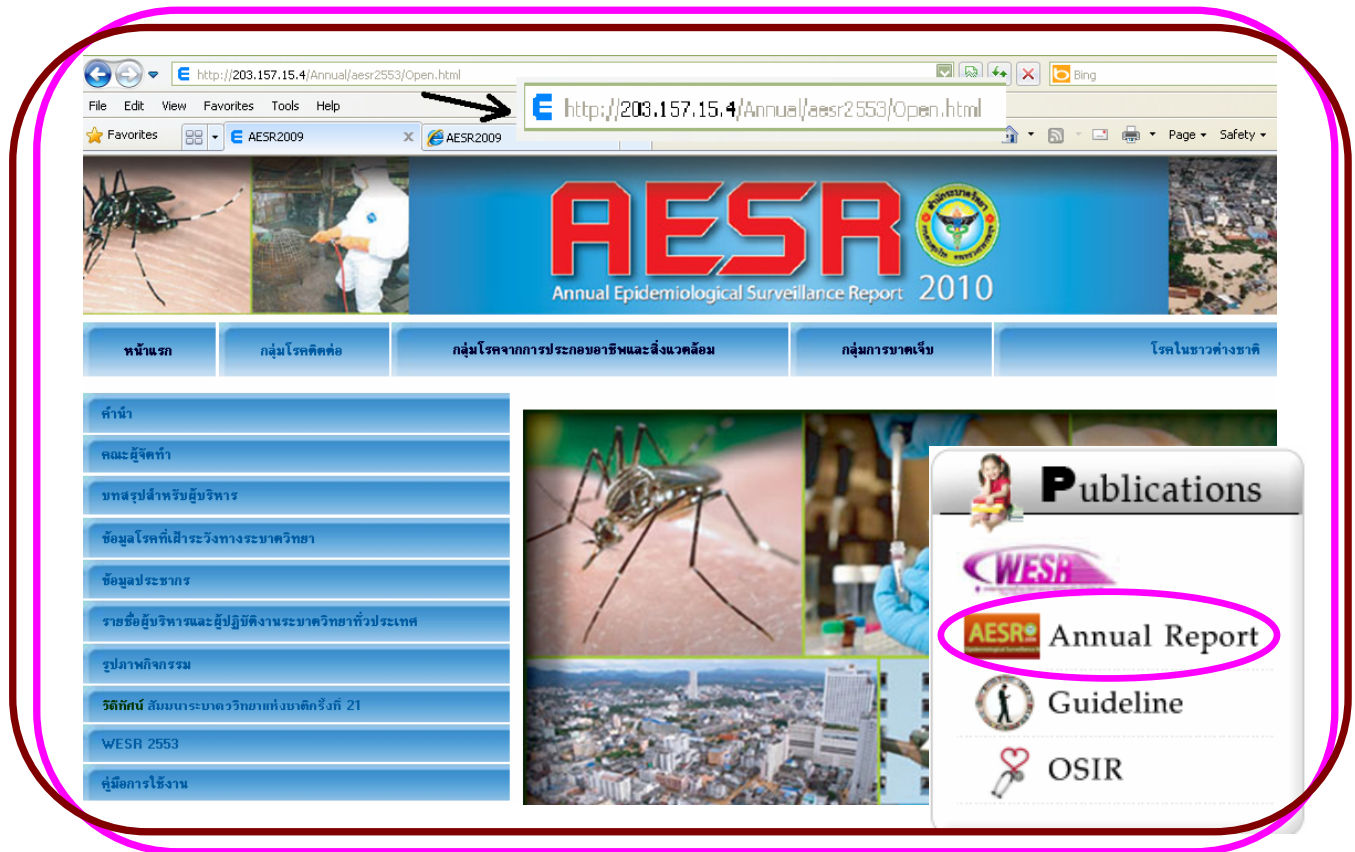 http://203.157.15.4/Annual/aesr2553/Open.html
Bing
http://203.157.15.4/Annual/aesr2553/Open.html
File Edit View Favorites Tools Help
Favorites
AESR2009
AESR2009
Page Safety
AESR
สำนักระบาดวิทยา
Annual Epidemiological Surveillance Report 2010
หน้าแรก
กลุ่มโรคติดต่อ
กลุ่มโรคจากการประกอบอาชีพและสิ่งแวดล้อม
กลุ่มการบาดเจ็บ
โรคในชาวต่างชาติ
คำนำ
คณะผู้จัดทำ
บทสรุปสำหรับผู้บริหาร
ข้อมูลโรคที่เฝ้าระวังทางระบาดวิทยา
ข้อมูลประชากร
รายชื่อผู้บริหารและผู้ปฏิบัติงานระบาดวิทยาทั่วประเทศ
รูปภาพกิจกรรม
วีดิทัศน์ สัมมนาระบาดวิทยาแห่งชาติครั้งที่ 21
WESR 2553
คู่มือการใช้งาน
Publications
WESR
AESR
Annual Report
Guideline
OSIR